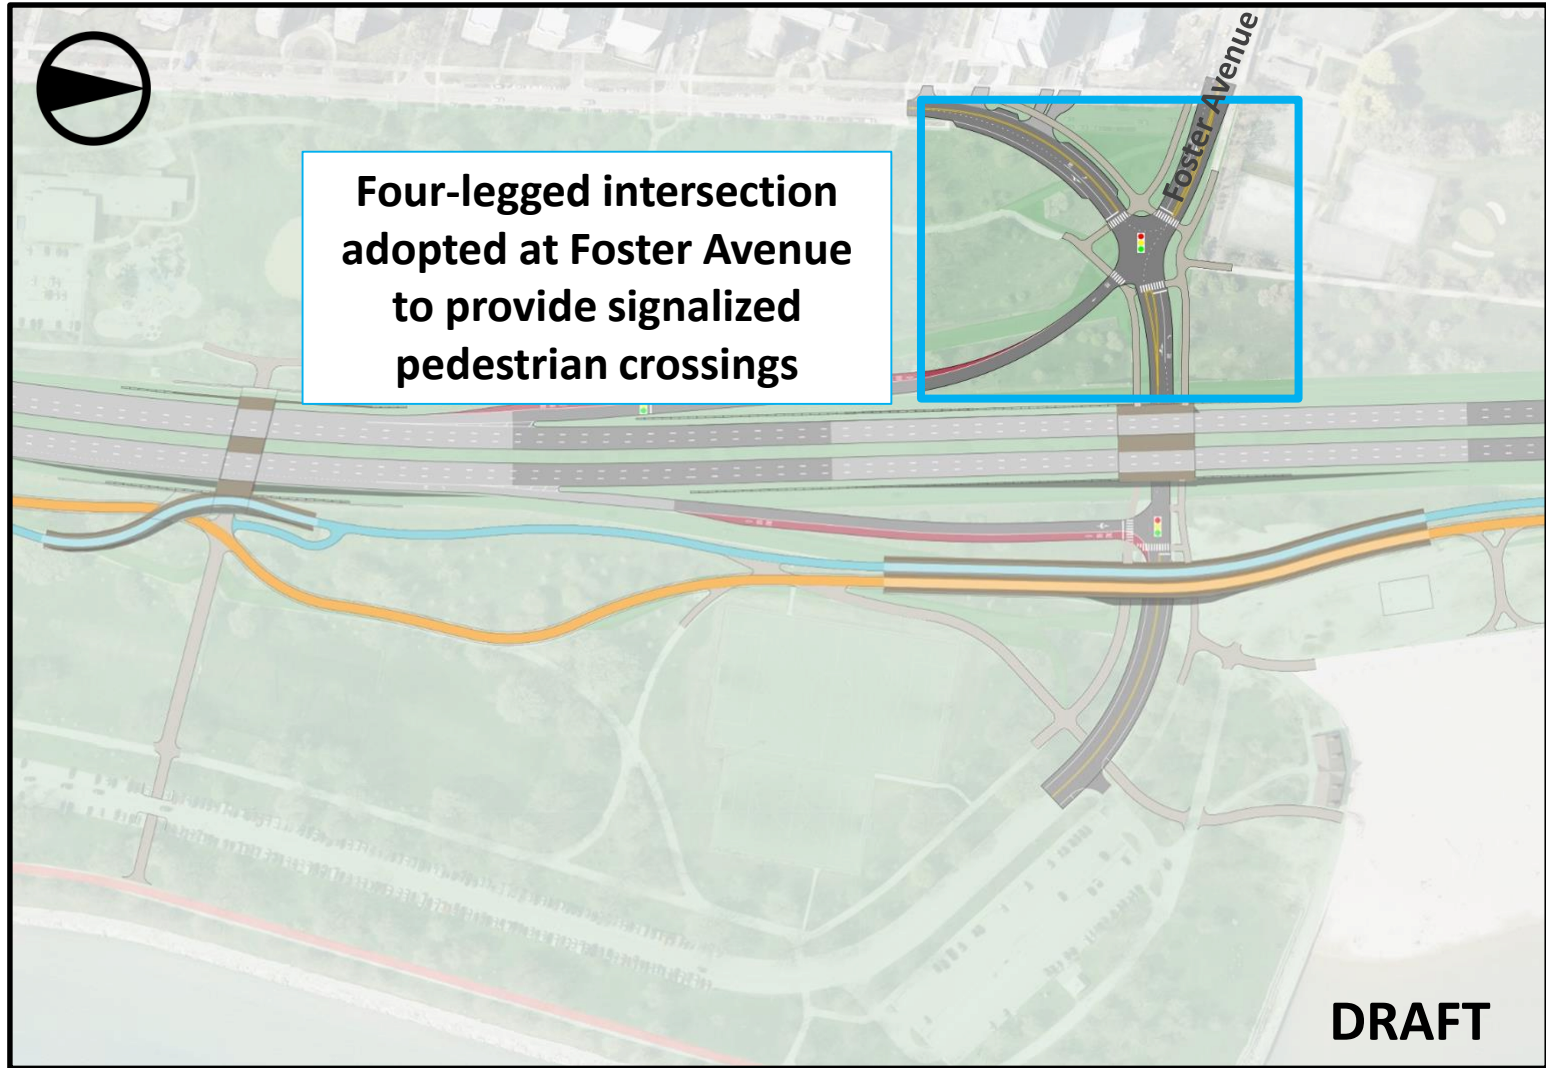 Foster Avenue
Four-legged intersection
adopted at Foster Avenue
to provide signalized
pedestrian crossings
DRAFT